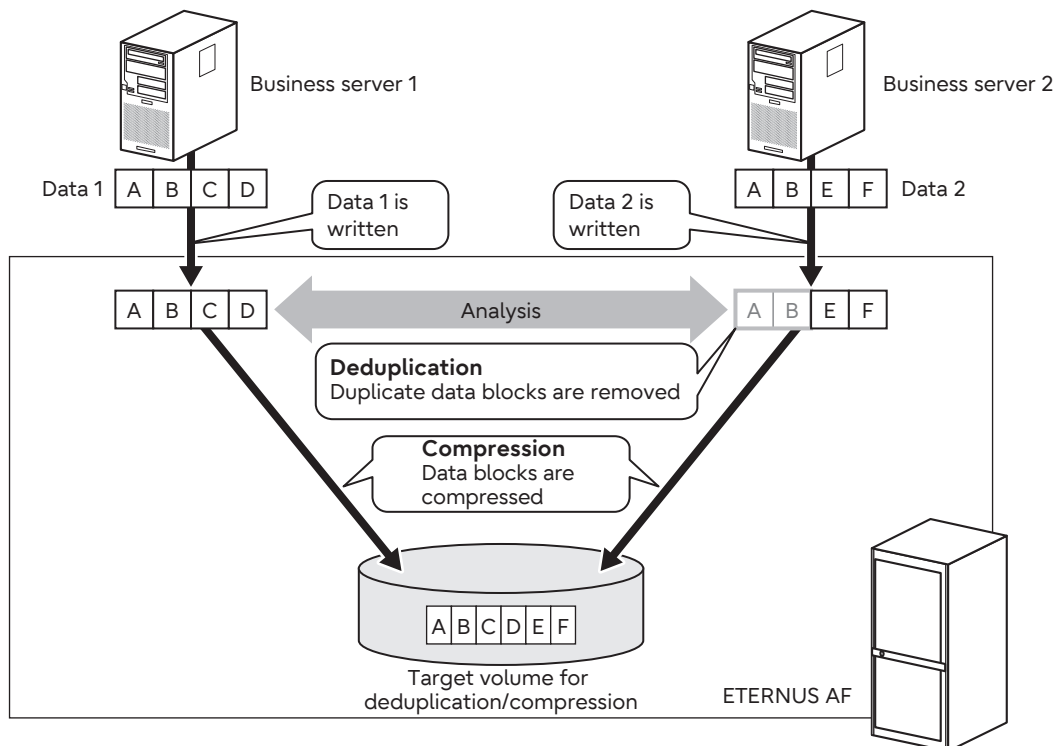 Business server 1
Business server 2
Data 1 A B C D
A B E F Data 2
Data 1 is
written
Data 2 is
written
A B C D
Analysis
A B E F
Deduplication
Duplicate data blocks are removed
Compression
Data blocks are
compressed
A B C D E F
Target volume for
deduplication/compression
ETERNUS AF